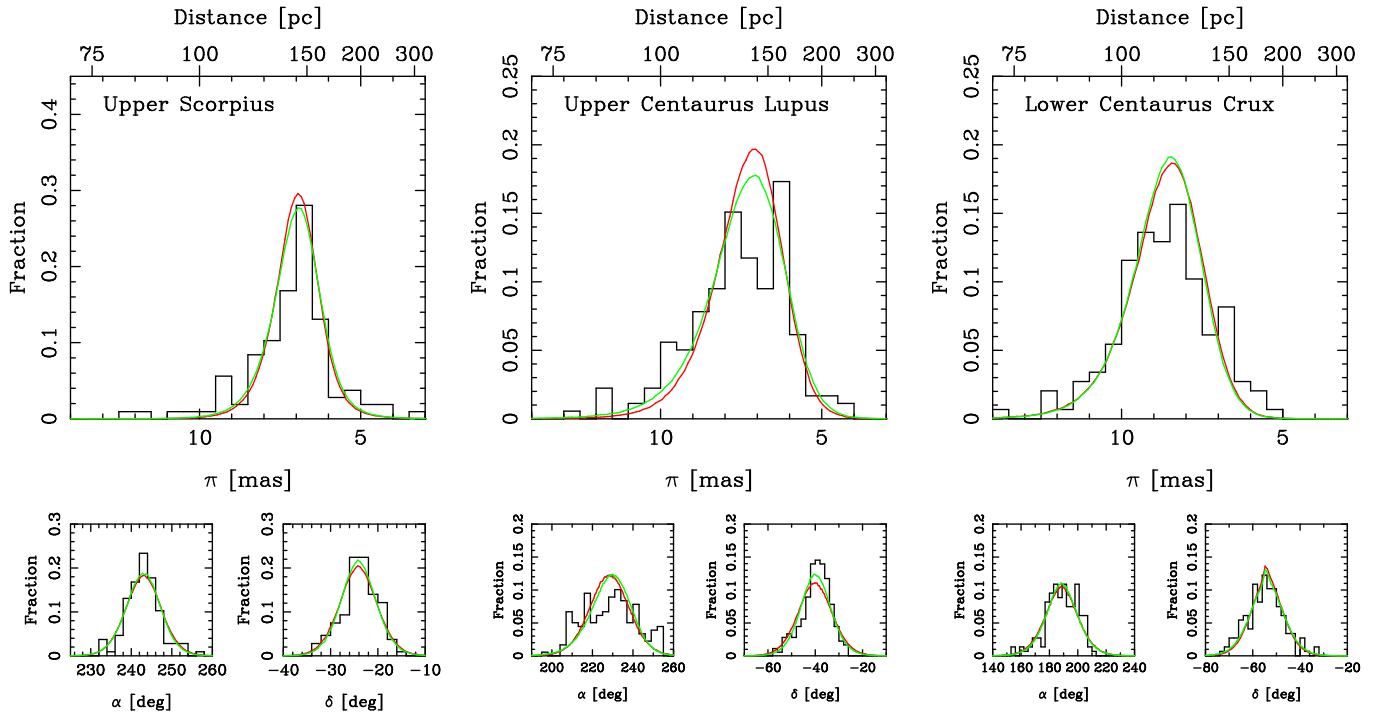 Distance [pc] Distance [pc] Distance [pc]
75 100 150 200 300 75 100 150 200 300 75 100 150 200 300
Upper Scorpius
Upper Centaurus Lupus
Lower Centaurus Crux
Fraction
0 0.1 0.2 0.3 0.4
Fraction
0 0.05 0.1 0.15 0.2 0.25
Fraction
0 0.05 0.1 0.15 0.2 0.25
10 5 10 5 10 5
π [mas] π [mas] π [mas]
Fraction
0 0.1 0.2 0.3
230 240 250 260
α [deg]
Fraction
0 0.1 0.2 0.3
−40 −30 −20 −10
δ [deg]
Fraction
0 0.05 0.1 0.15 0.2
200 220 240 260
α [deg]
Fraction
0 0.05 0.1 0.15 0.2
−60 −40 −20
δ [deg]
Fraction
0 0.05 0.1 0.15 0.2
140 160 180 200 220 240
α [deg]
Fraction
0 0.05 0.1 0.15 0.2
−80 −60 −40 −20
δ [deg]